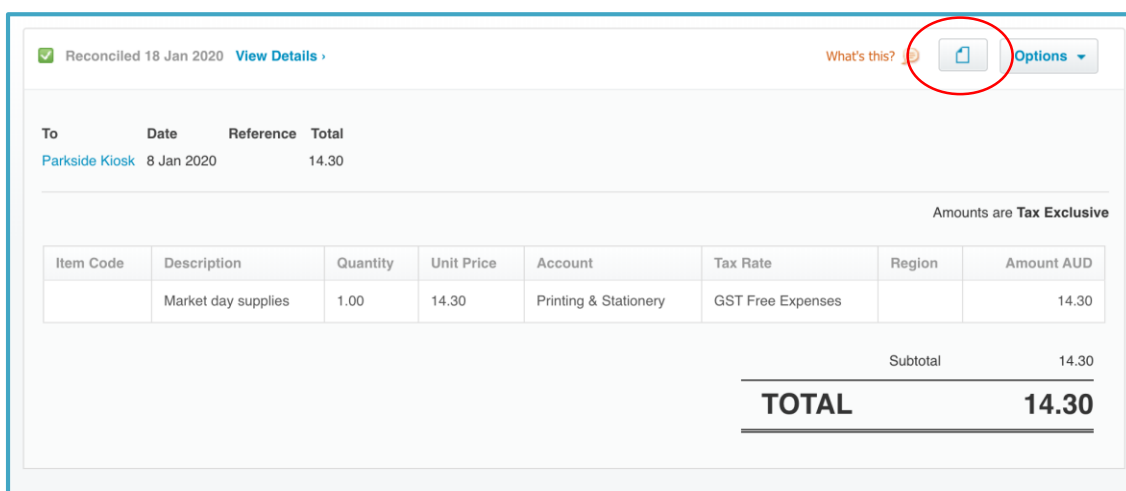 Reconciled 18 Jan 2020 View Details › What's this? Options
To Date Reference Total
Parkside Kiosk 8 Jan 2020 14.30
Amounts are Tax Exclusive
Item Code Description Quantity Unit Price Account Tax Rate Region Amount AUD
Market day supplies 1.00 14.30 Printing & Stationery GST Free Expenses 14.30
Subtotal 14.30
TOTAL 14.30